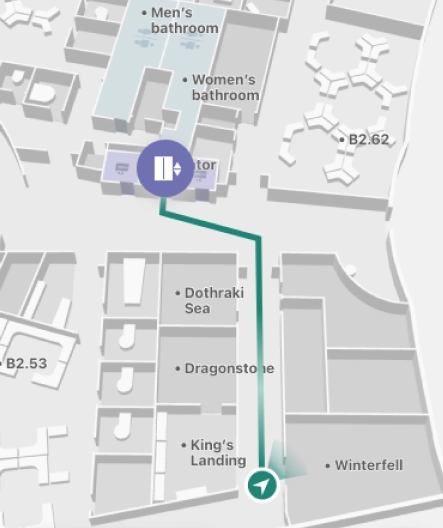 Men's
bathroom
Women's
bathroom
B2.62
tor
Dothraki
Sea
B2.53
Dragonstone
King's
Landing
Winterfell